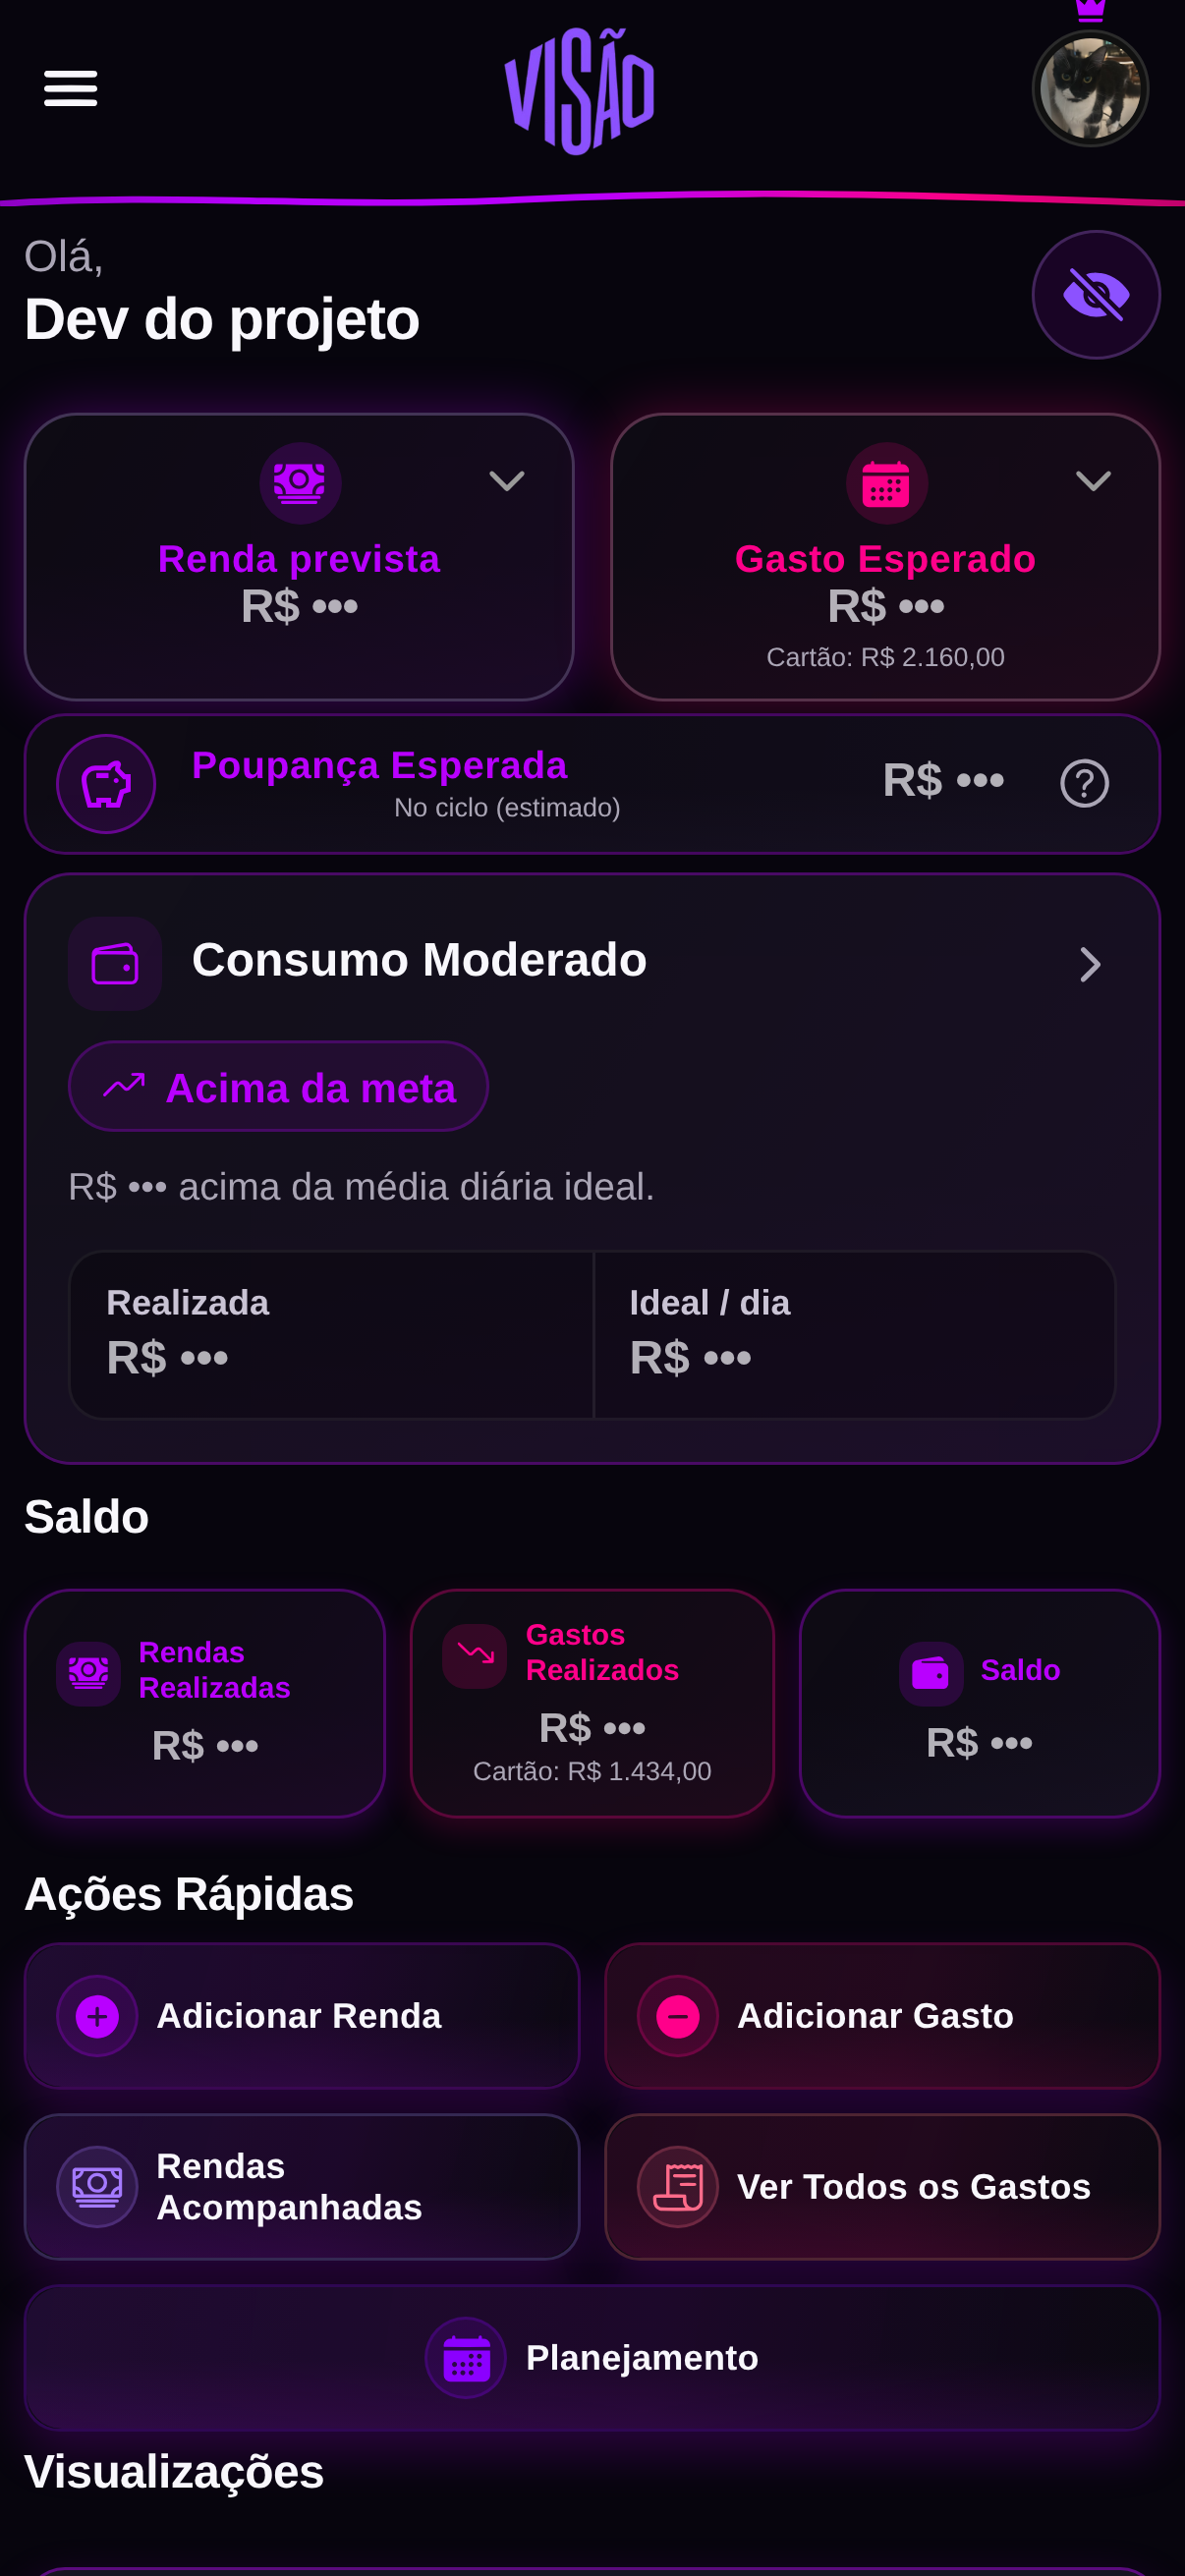 VISÃO
Olá,
Dev do projeto
Renda prevista
R$ •••
Gasto Esperado
R$ •••
Cartão: R$ 2.160,00
Poupança Esperada
No ciclo (estimado)
R$ •••
Consumo Moderado
Acima da meta
R$ ••• acima da média diária ideal.
Realizada
R$ •••
Ideal / dia
R$ •••
Saldo
Rendas
Realizadas
R$ •••
Gastos
Realizados
R$ •••
Cartão: R$ 1.434,00
Saldo
R$ •••
Ações Rápidas
Adicionar Renda
Adicionar Gasto
Rendas
Acompanhadas
Ver Todos os Gastos
Planejamento
Visualizações